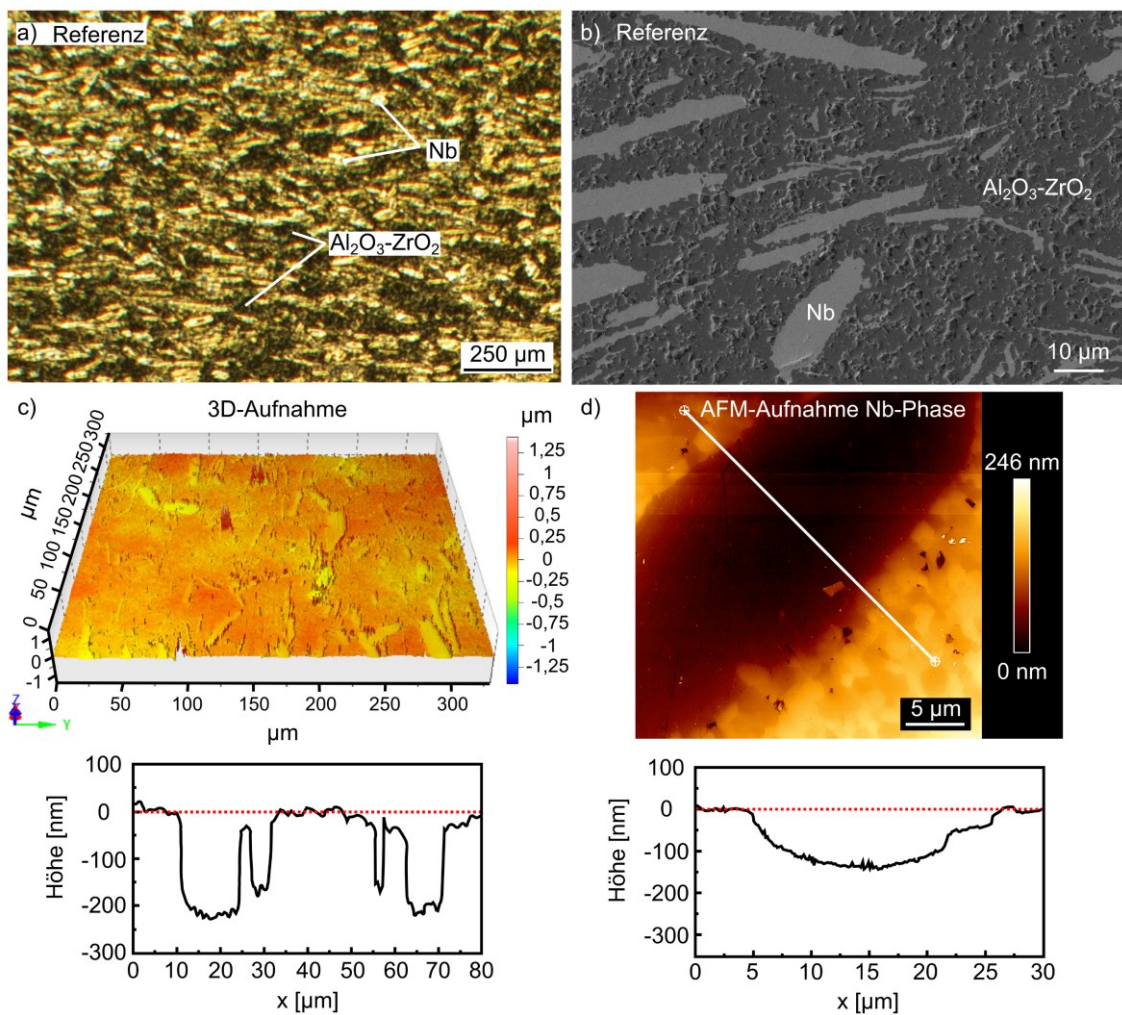 a) Referenz
Nb
Al₂O₃-ZrO₂
250 µm
b) Referenz
Al₂O₃-ZrO₂
Nb
10 µm
c)
3D-Aufnahme
µm
1,25
1
0,75
0,5
0,25
0
-0,25
-0,5
-0,75
-1
-1,25
300
250
200
150
100
50
0
µm
1
0
-1
0 50 100 150 200 250 300
µm
Z
Y
d)
AFM-Aufnahme Nb-Phase
246 nm
0 nm
5 µm
100
0
-100
-200
-300
Höhe [nm]
0 10 20 30 40 50 60 70 80
x [µm]
100
0
-100
-200
-300
Höhe [nm]
0 5 10 15 20 25 30
x [µm]